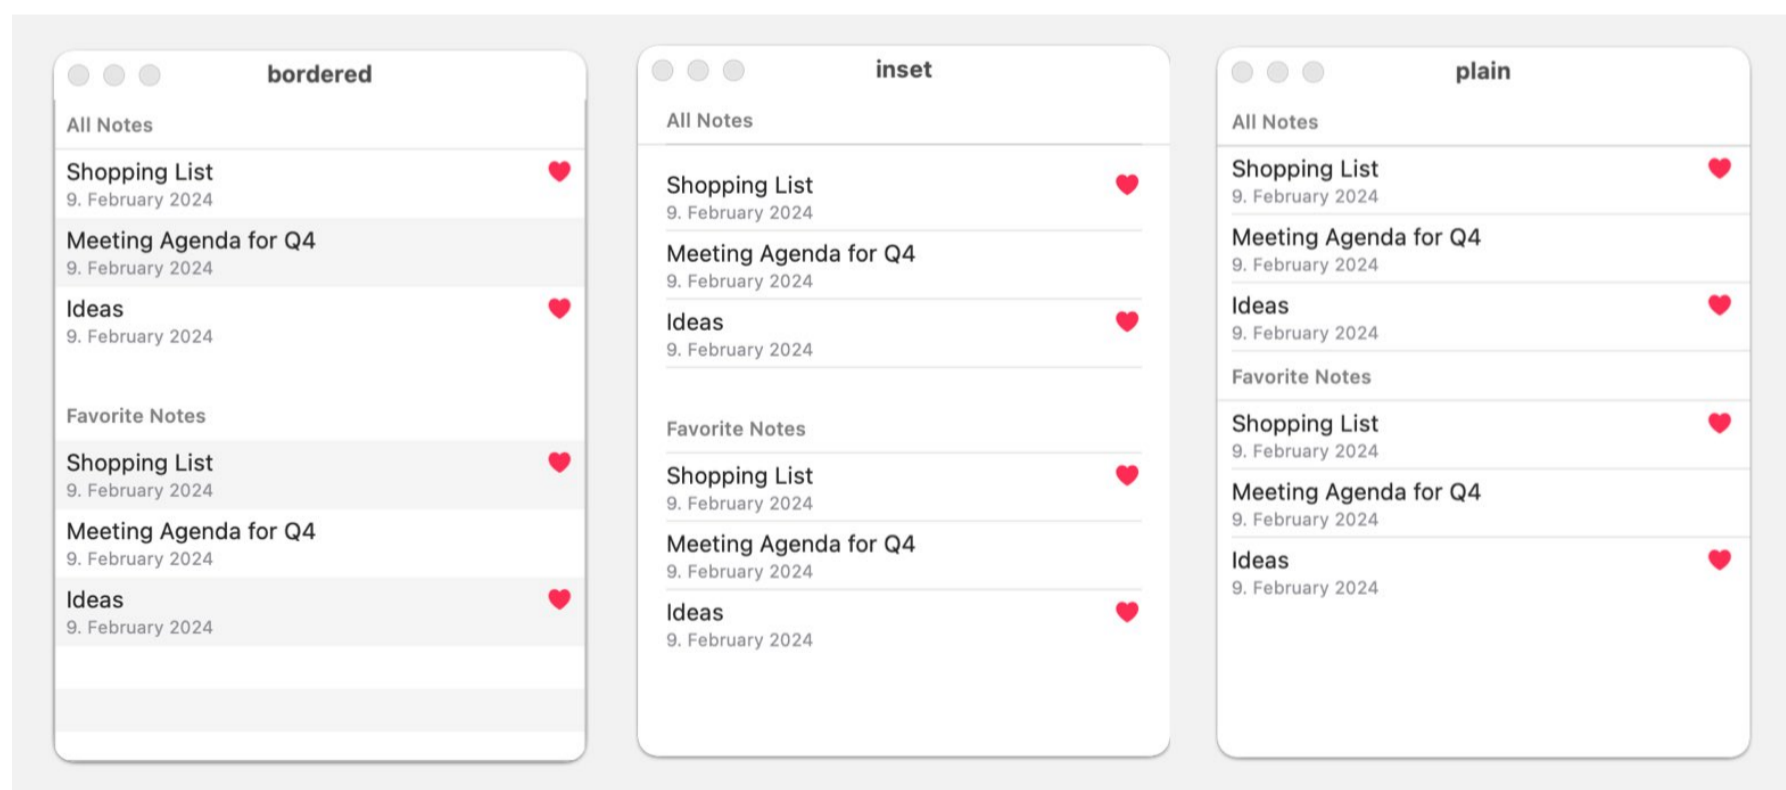 bordered
All Notes
Shopping List
9. February 2024
Meeting Agenda for Q4
9. February 2024
Ideas
9. February 2024
Favorite Notes
Shopping List
9. February 2024
Meeting Agenda for Q4
9. February 2024
Ideas
9. February 2024
inset
All Notes
Shopping List
9. February 2024
Meeting Agenda for Q4
9. February 2024
Ideas
9. February 2024
Favorite Notes
Shopping List
9. February 2024
Meeting Agenda for Q4
9. February 2024
Ideas
9. February 2024
plain
All Notes
Shopping List
9. February 2024
Meeting Agenda for Q4
9. February 2024
Ideas
9. February 2024
Favorite Notes
Shopping List
9. February 2024
Meeting Agenda for Q4
9. February 2024
Ideas
9. February 2024